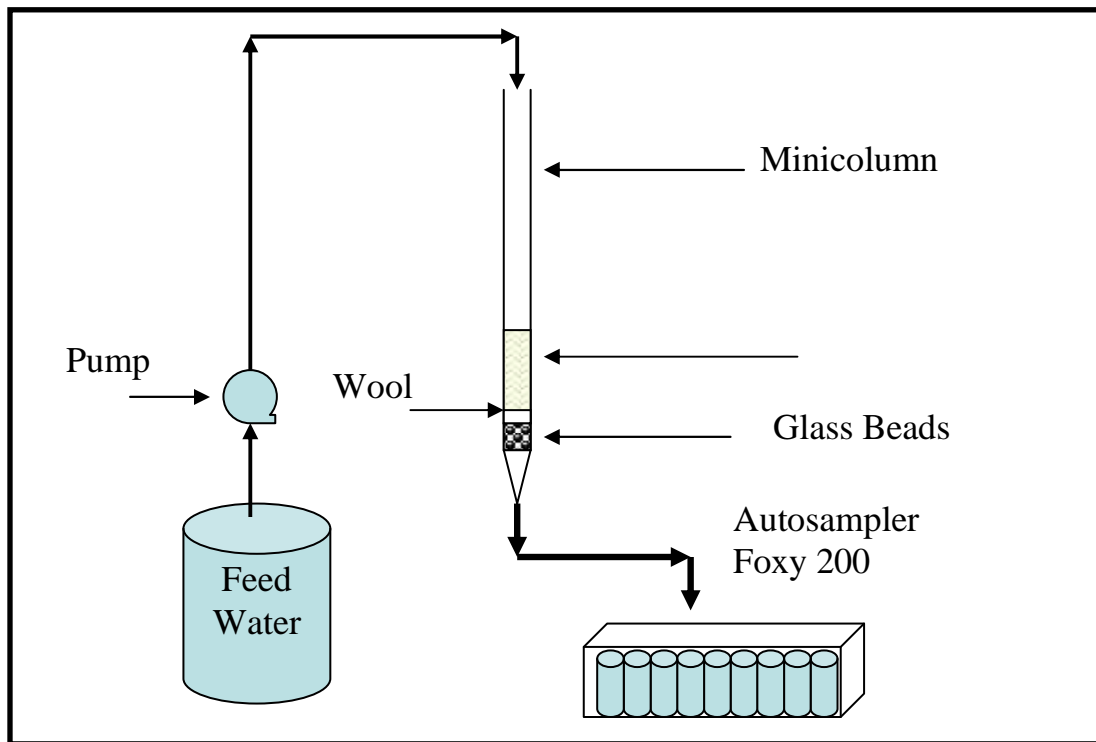 Minicolumn
Pump
Wool
Glass Beads
Autosampler
Foxy 200
Feed
Water